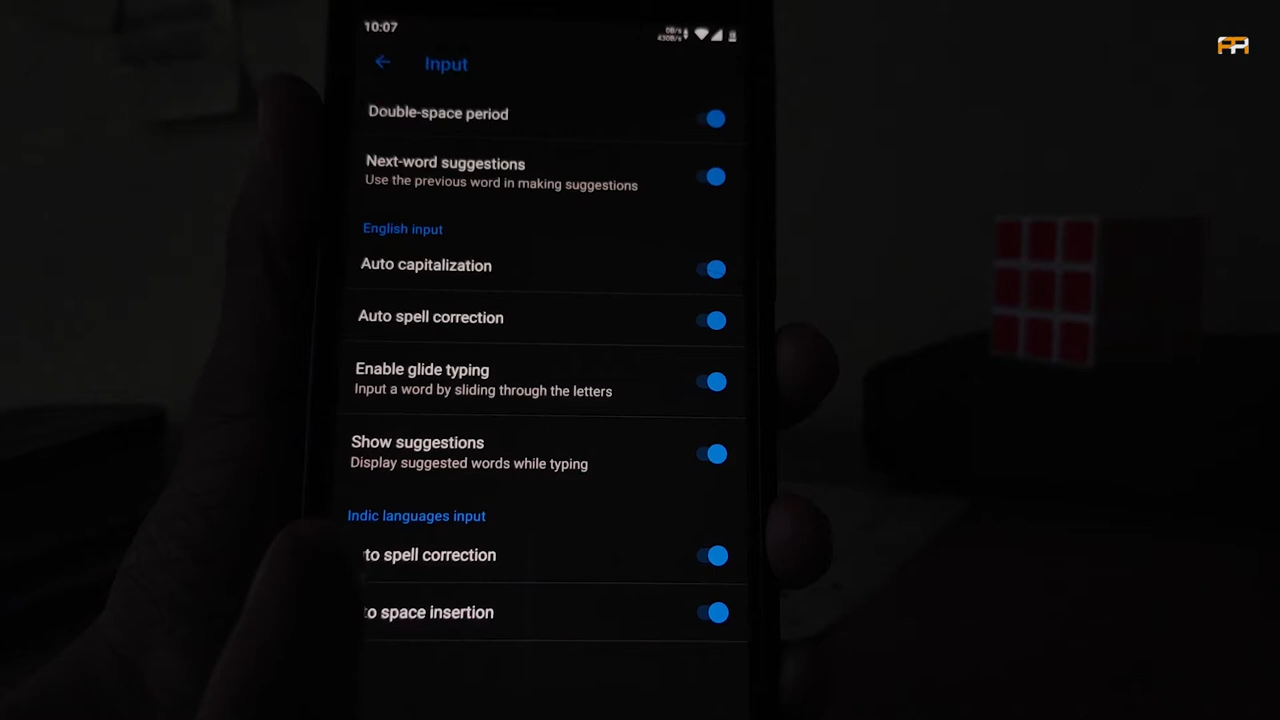 10:07
Input
Double-space period
Next-word suggestions
Use the previous word in making suggestions
English input
Auto capitalization
Auto spell correction
Enable glide typing
Input a word by sliding through the letters
Show suggestions
Display suggested words while typing
Indic languages input
to spell correction
to space insertion